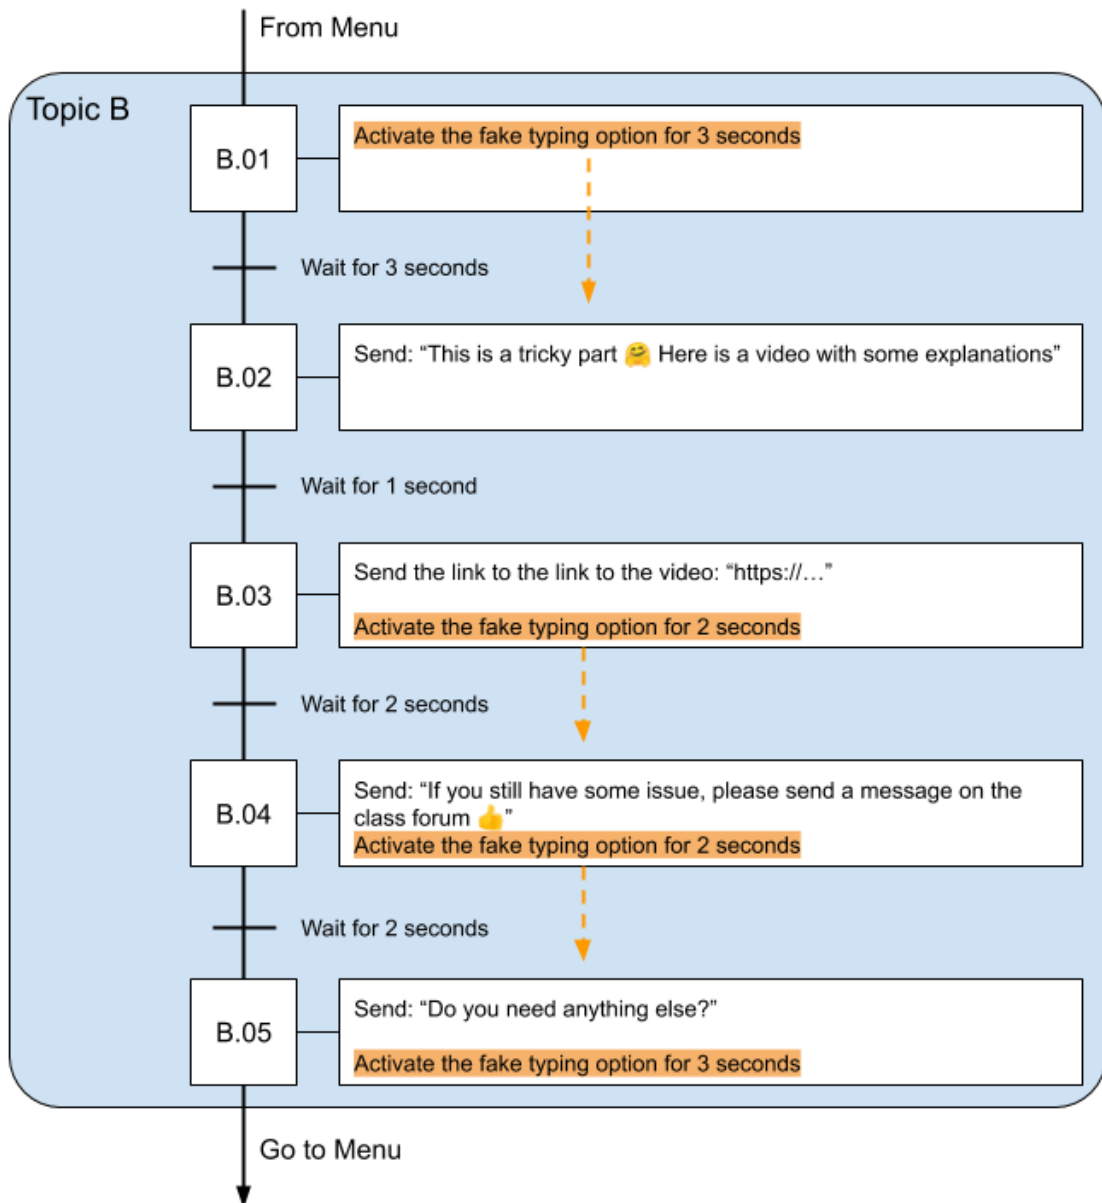 From Menu
Topic B
B.01
Activate the fake typing option for 3 seconds
Wait for 3 seconds
B.02
Send: “This is a tricky part 🤗 Here is a video with some explanations”
Wait for 1 second
B.03
Send the link to the link to the video: “https://…”
Activate the fake typing option for 2 seconds
Wait for 2 seconds
B.04
Send: “If you still have some issue, please send a message on the
class forum 👍”
Activate the fake typing option for 2 seconds
Wait for 2 seconds
B.05
Send: “Do you need anything else?”
Activate the fake typing option for 3 seconds
Go to Menu